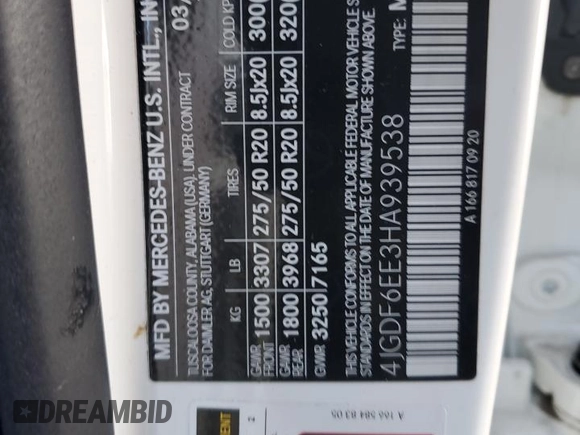 MFD BY MERCEDES-BENZ U.S. INTL., IN
03/
TUSCALOOSA COUNTY, ALABAMA (USA), UNDER CONTRACT
FOR DAIMLER AG, STUTTGART (GERMANY)
KG LB TIRES RIM SIZE COLD KP
GAWR FRONT 1500 3307 275/50 R20 8.5Jx20 300
GAWR REAR 1800 3968 275/50 R20 8.5Jx20 320
GVWR 3250 7165
THIS VEHICLE CONFORMS TO ALL APPLICABLE FEDERAL MOTOR VEHICLE S
STANDARDS IN EFFECT ON THE DATE OF MANUFACTURE SHOWN ABOVE.
4JGDF6EE3HA939538 TYPE: M
A 166 817 09 20
2
A 166 584 83 05
DREAMBID